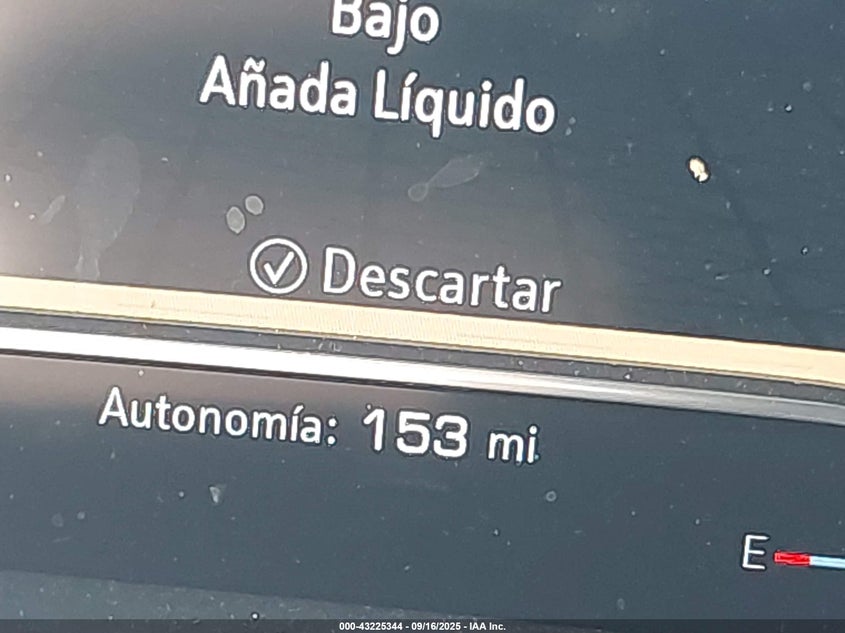 Bajo
Añada Líquido
Descartar
Autonomía: 153 mi
E
000-43225344 - 09/16/2025 - IAA Inc.